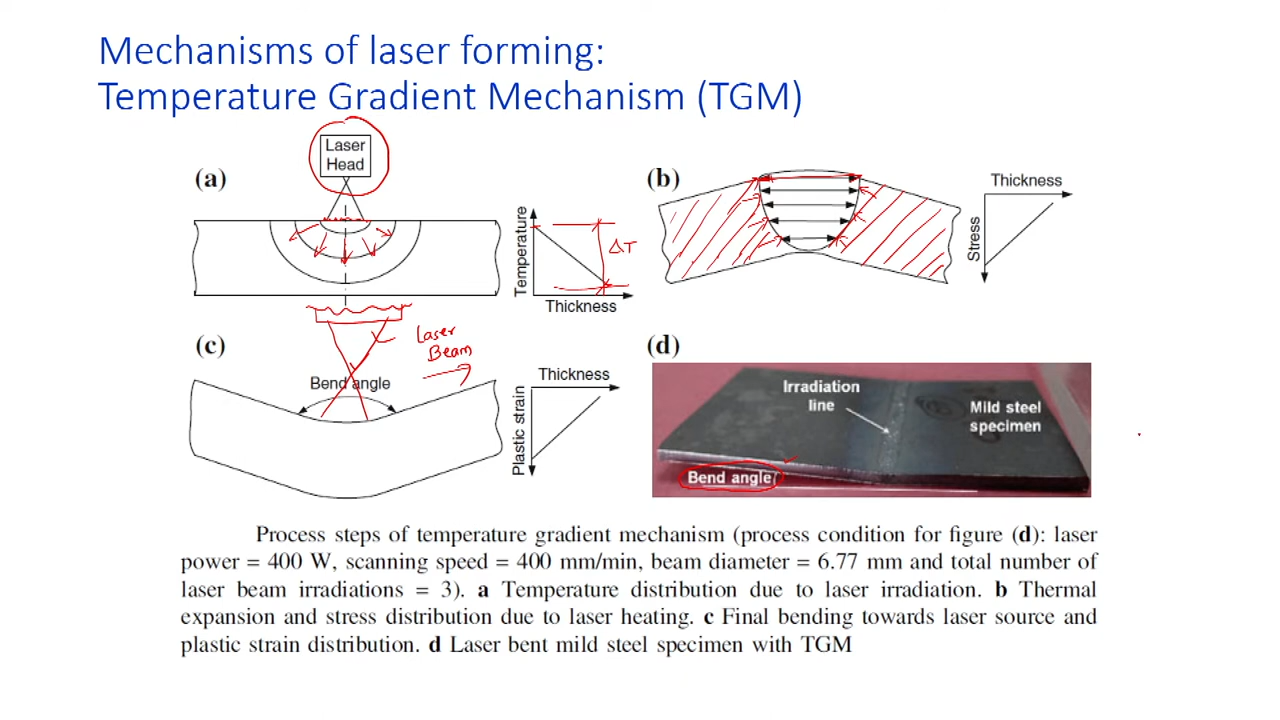 Mechanisms of laser forming:
Temperature Gradient Mechanism (TGM)
(a)
Laser
Head
Temperature
Thickness
ΔT
(b)
Thickness
Stress
(c)
Laser
Beam
Bend angle
Thickness
Plastic strain
(d)
Irradiation
line
Mild steel
specimen
Bend angle
Process steps of temperature gradient mechanism (process condition for figure (d): laser
power = 400 W, scanning speed = 400 mm/min, beam diameter = 6.77 mm and total number of
laser beam irradiations = 3). a Temperature distribution due to laser irradiation. b Thermal
expansion and stress distribution due to laser heating. c Final bending towards laser source and
plastic strain distribution. d Laser bent mild steel specimen with TGM